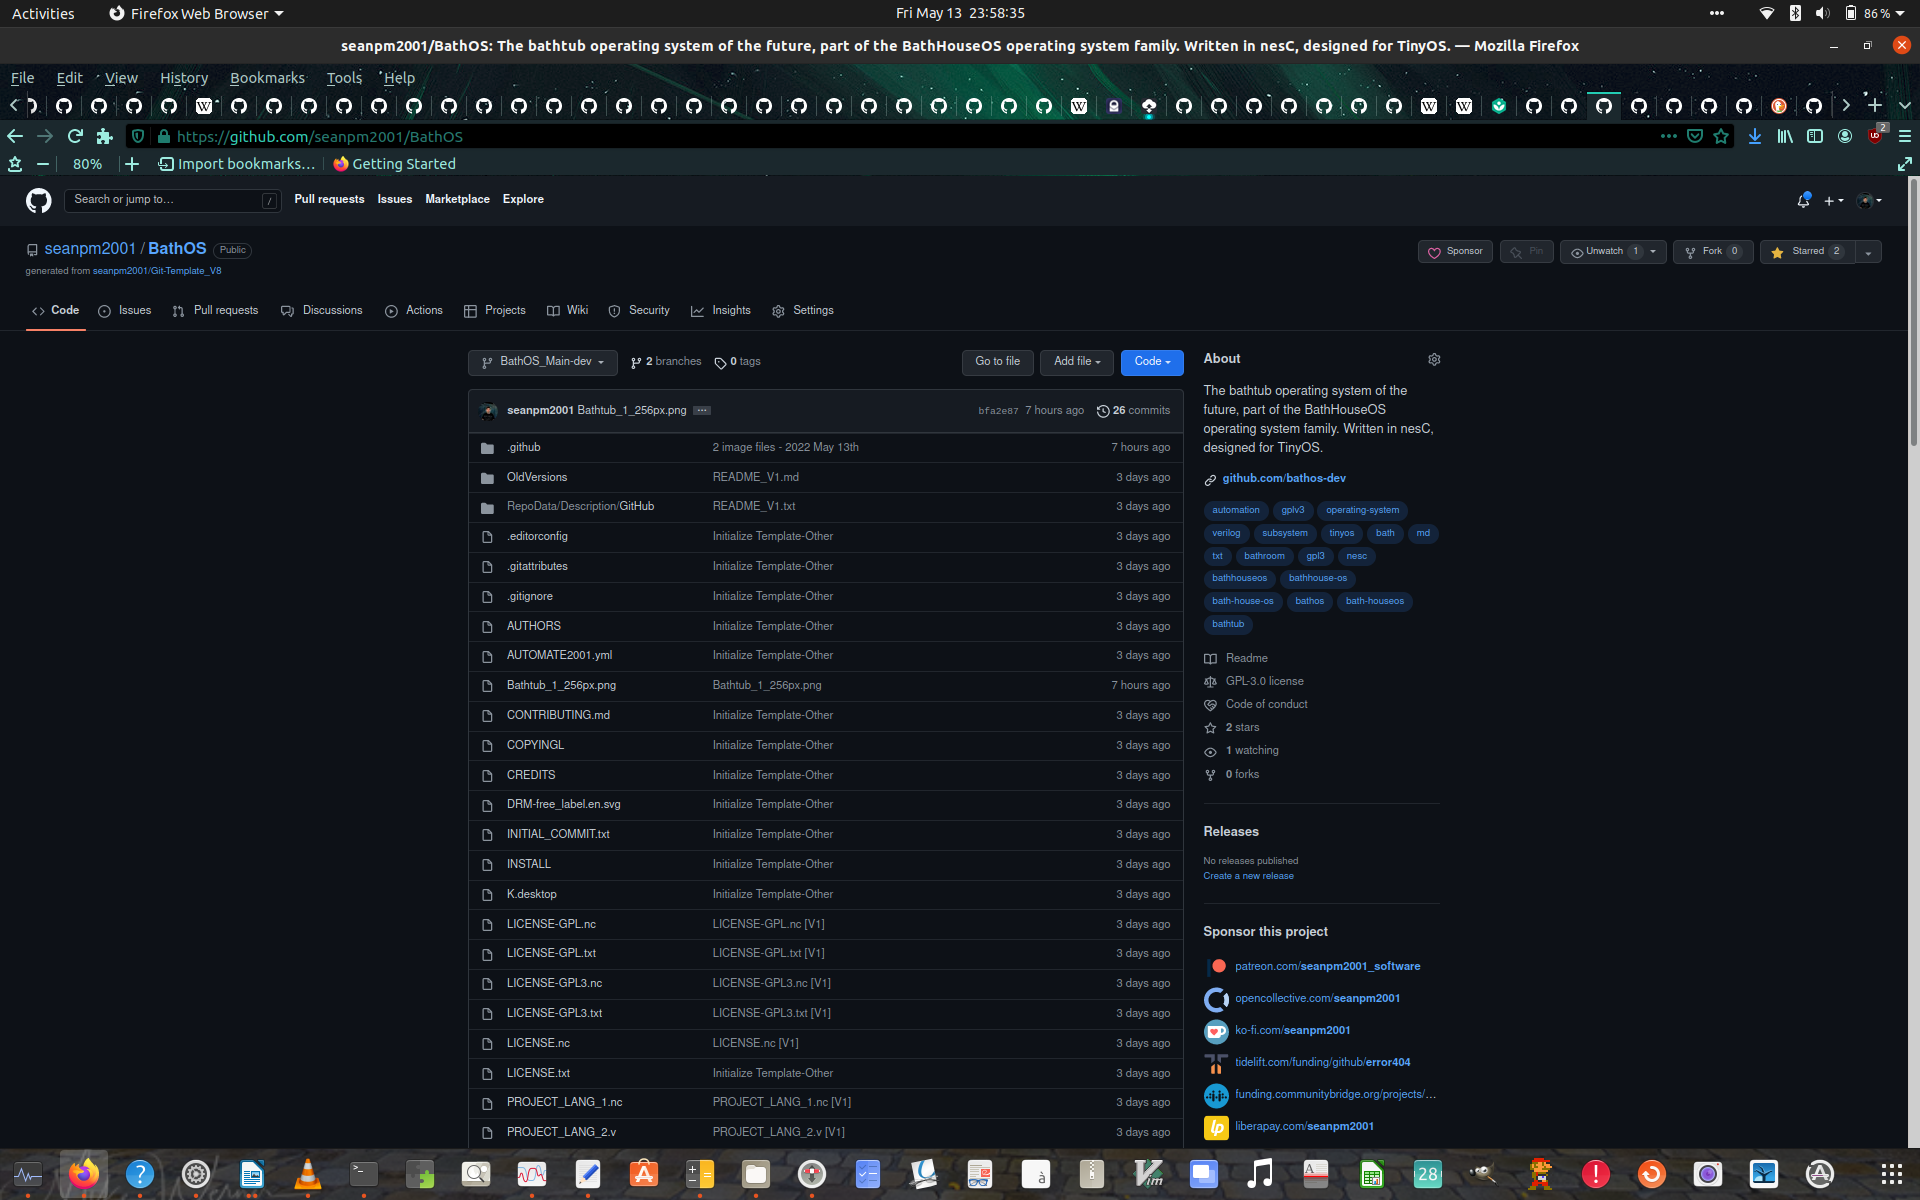 Activities
Firefox Web Browser
Fri May 13 23:58:35
86 %
seanpm2001/BathOS: The bathtub operating system of the future, part of the BathHouseOS operating system family. Written in nesC, designed for TinyOS. — Mozilla Firefox
File Edit View History Bookmarks Tools Help
https://github.com/seanpm2001/BathOS
2
80%
Import bookmarks...
Getting Started
Search or jump to...
/
Pull requests
Issues
Marketplace
Explore
seanpm2001 / BathOS
Public
Sponsor
Pin
Unwatch 1
Fork 0
Starred 2
generated from seanpm2001/Git-Template_V8
Code
Issues
Pull requests
Discussions
Actions
Projects
Wiki
Security
Insights
Settings
BathOS_Main-dev
2 branches
0 tags
Go to file
Add file
Code
seanpm2001 Bathtub_1_256px.png
bfa2e87 7 hours ago
26 commits
.github 2 image files - 2022 May 13th 7 hours ago
OldVersions README_V1.md 3 days ago
RepoData/Description/GitHub README_V1.txt 3 days ago
.editorconfig Initialize Template-Other 3 days ago
.gitattributes Initialize Template-Other 3 days ago
.gitignore Initialize Template-Other 3 days ago
AUTHORS Initialize Template-Other 3 days ago
AUTOMATE2001.yml Initialize Template-Other 3 days ago
Bathtub_1_256px.png Bathtub_1_256px.png 7 hours ago
CONTRIBUTING.md Initialize Template-Other 3 days ago
COPYINGL Initialize Template-Other 3 days ago
CREDITS Initialize Template-Other 3 days ago
DRM-free_label.en.svg Initialize Template-Other 3 days ago
INITIAL_COMMIT.txt Initialize Template-Other 3 days ago
INSTALL Initialize Template-Other 3 days ago
K.desktop Initialize Template-Other 3 days ago
LICENSE-GPL.nc LICENSE-GPL.nc [V1] 3 days ago
LICENSE-GPL.txt LICENSE-GPL.txt [V1] 3 days ago
LICENSE-GPL3.nc LICENSE-GPL3.nc [V1] 3 days ago
LICENSE-GPL3.txt LICENSE-GPL3.txt [V1] 3 days ago
LICENSE.nc LICENSE.nc [V1] 3 days ago
LICENSE.txt Initialize Template-Other 3 days ago
PROJECT_LANG_1.nc PROJECT_LANG_1.nc [V1] 3 days ago
PROJECT_LANG_2.v PROJECT_LANG_2.v [V1] 3 days ago
About
The bathtub operating system of the
future, part of the BathHouseOS
operating system family. Written in nesC,
designed for TinyOS.
github.com/bathos-dev
automation gplv3 operating-system
verilog subsystem tinyos bath md
txt bathroom gpl3 nesc
bathhouseos bathhouse-os
bath-house-os bathos bath-houseos
bathtub
Readme
GPL-3.0 license
Code of conduct
2 stars
1 watching
0 forks
Releases
No releases published
Create a new release
Sponsor this project
patreon.com/seanpm2001_software
opencollective.com/seanpm2001
ko-fi.com/seanpm2001
tidelift.com/funding/github/error404
funding.communitybridge.org/projects/...
liberapay.com/seanpm2001
28